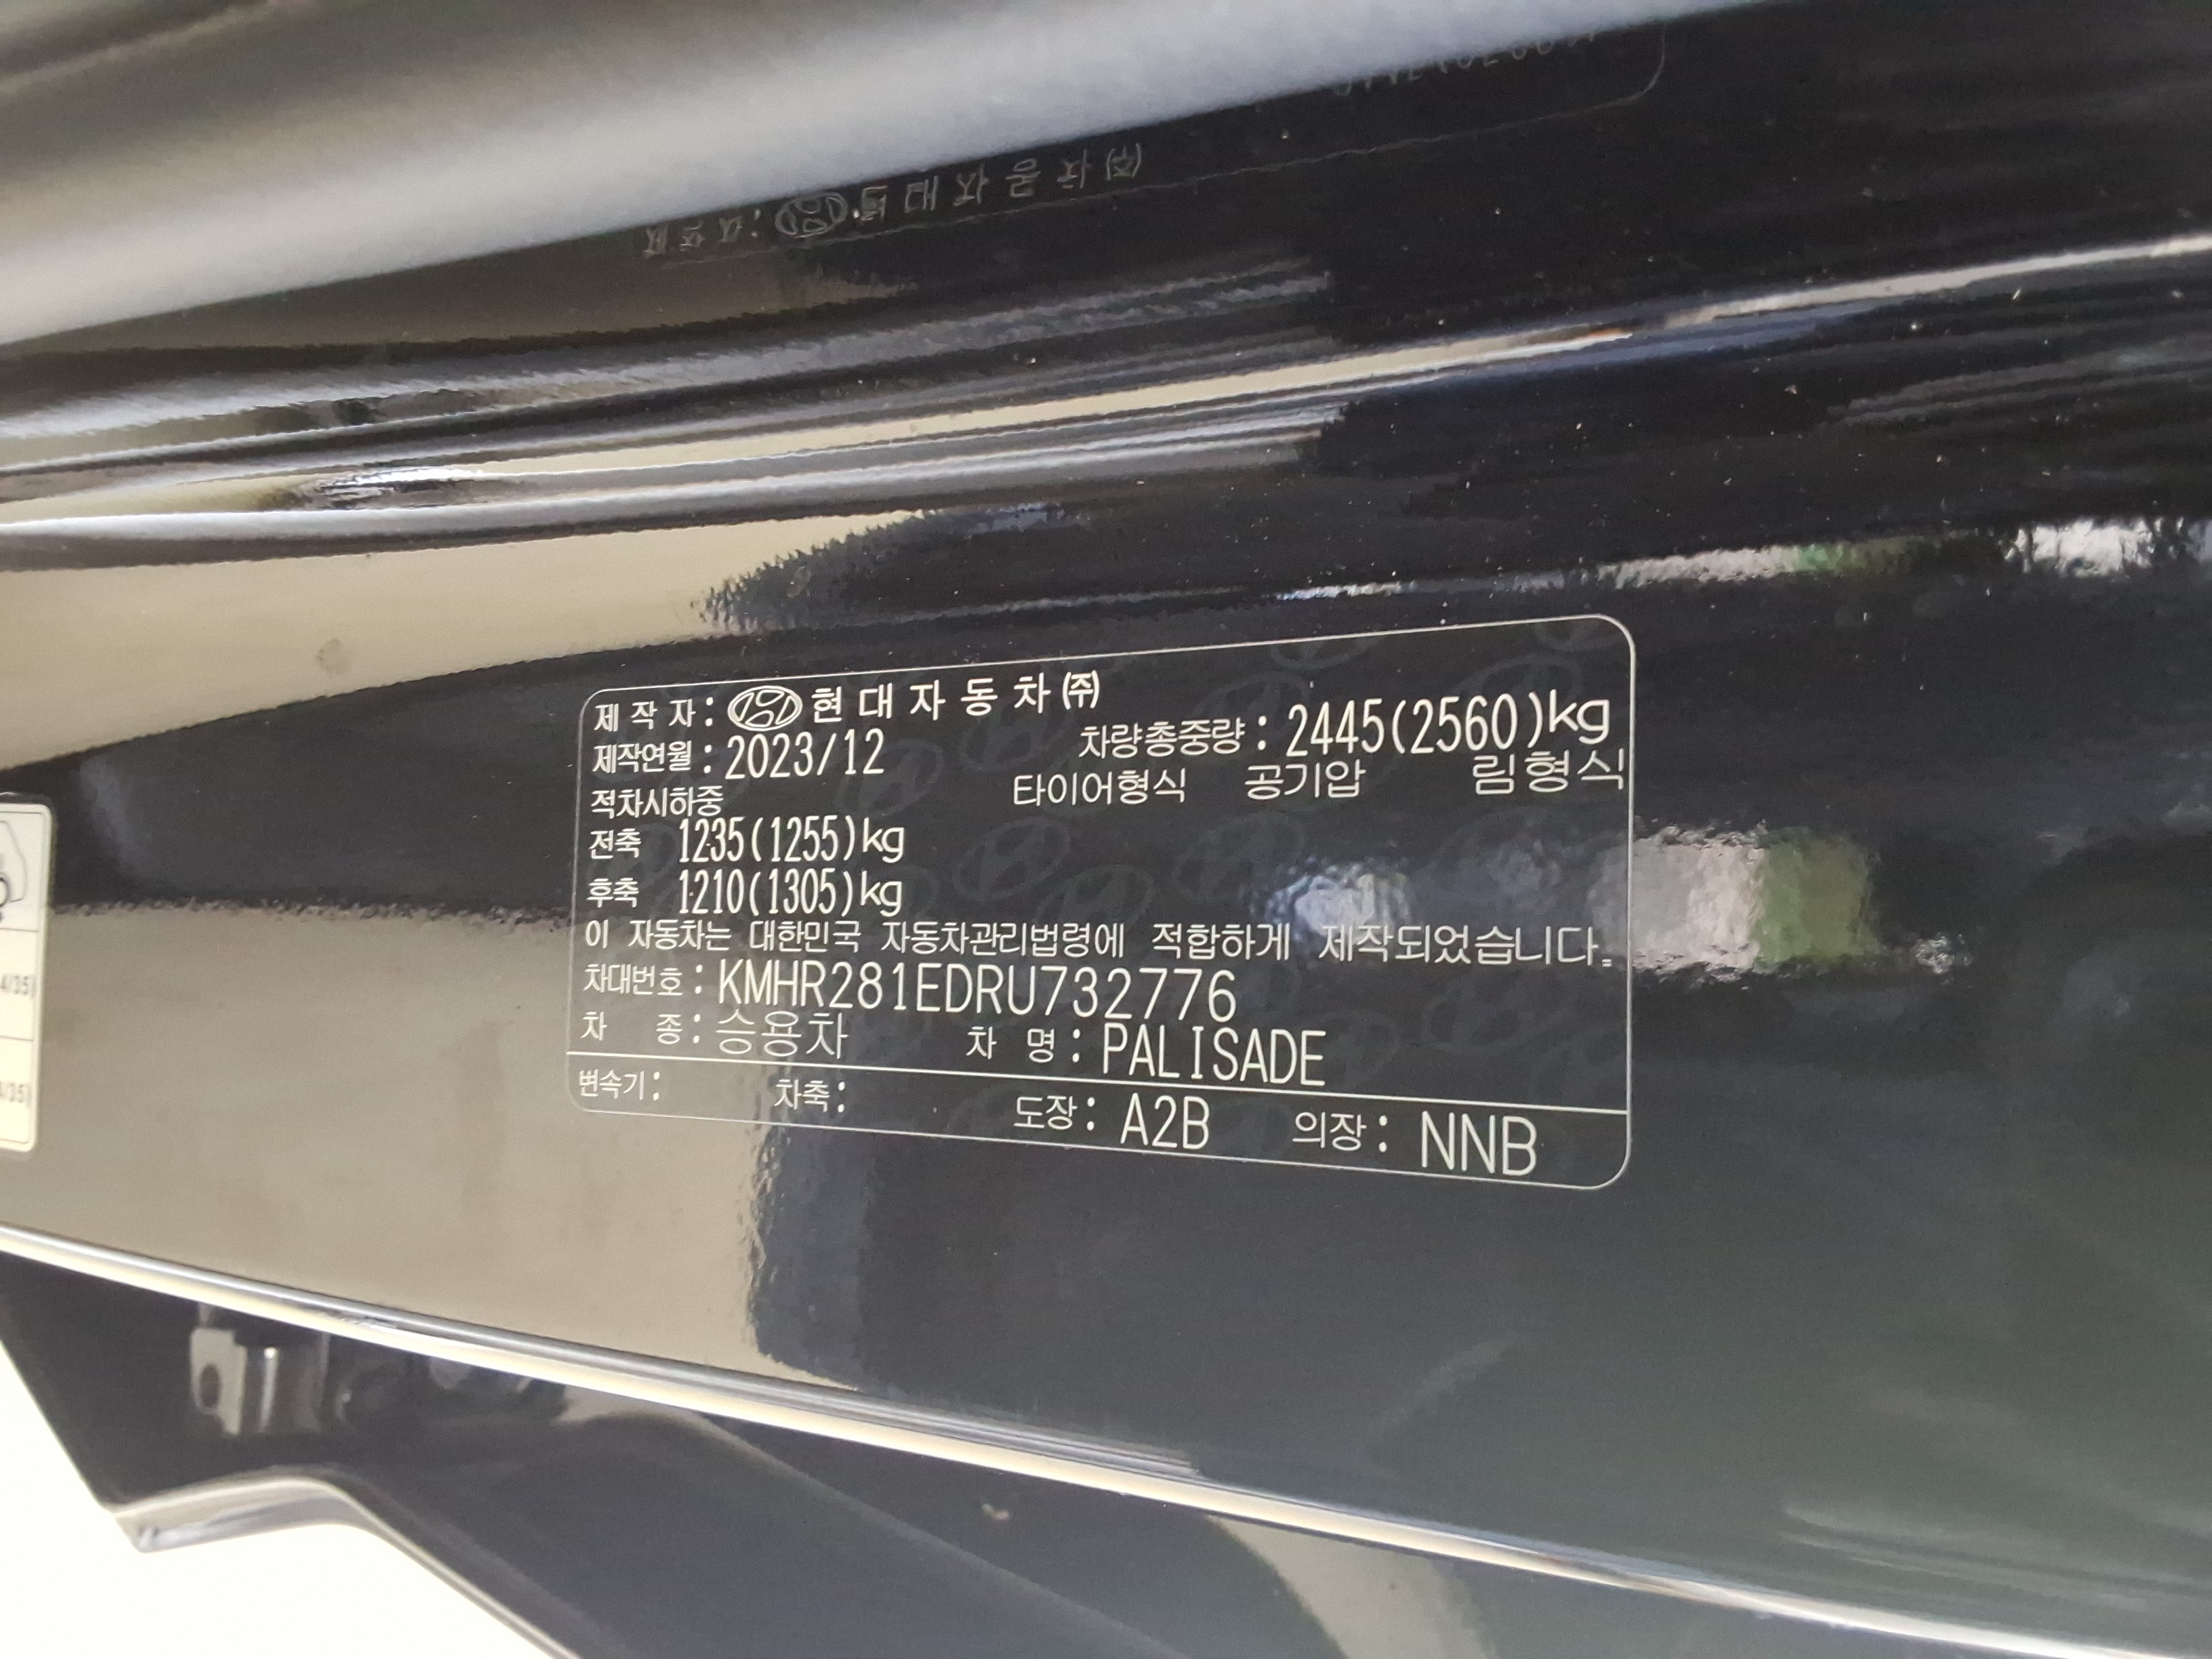 제작자: 현대자동차㈜
제작연월: 2023/12 차량총중량: 2445(2560)kg
적차시하중 타이어형식 공기압 림형식
전축 1235(1255)kg
후축 1210(1305)kg
이 자동차는 대한민국 자동차관리법령에 적합하게 제작되었습니다.
차대번호: KMHR281EDRU732776
차 종: 승용차 차 명: PALISADE
변속기: 차축: 도장: A2B 의장: NNB
4/35)
/35)